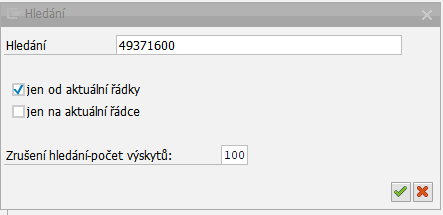 Hledání
Hledání 49371600
jen od aktuální řádky
jen na aktuální řádce
Zrušení hledání-počet výskytů: 100